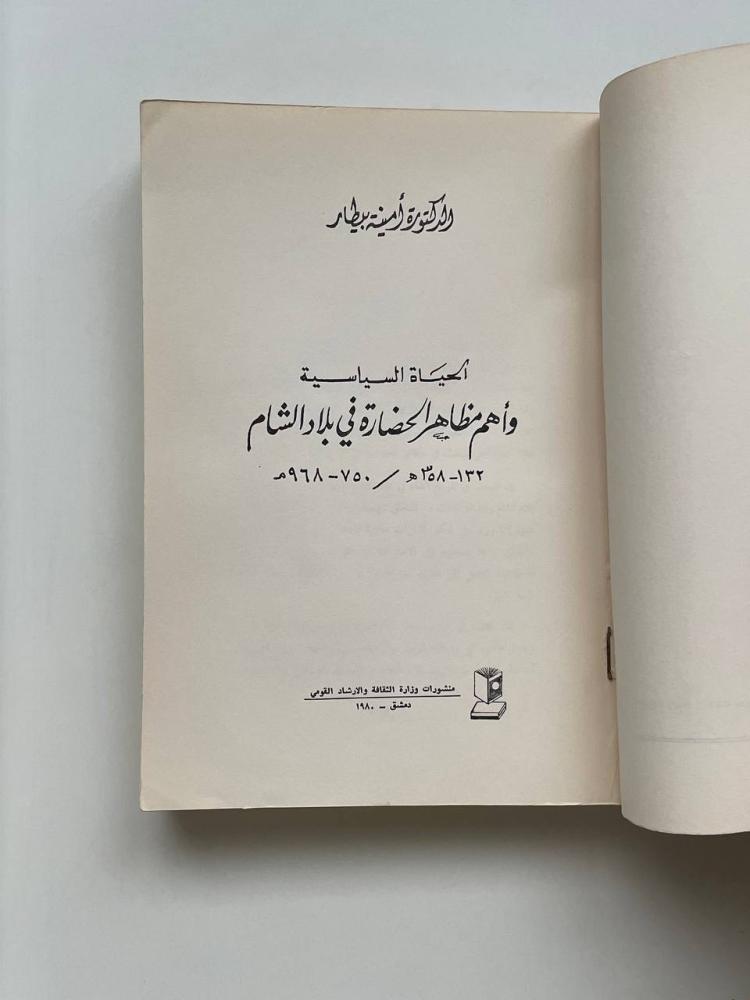 الدكتورة أمينة بيطار
الحياة السياسية
وأهم مظاهر الحضارة في بلاد الشام
١٣٢-٣٥٨هـ / ٧٥٠-٩٦٨م
منشورات وزارة الثقافة والارشاد القومي
دمشق - ١٩٨٠